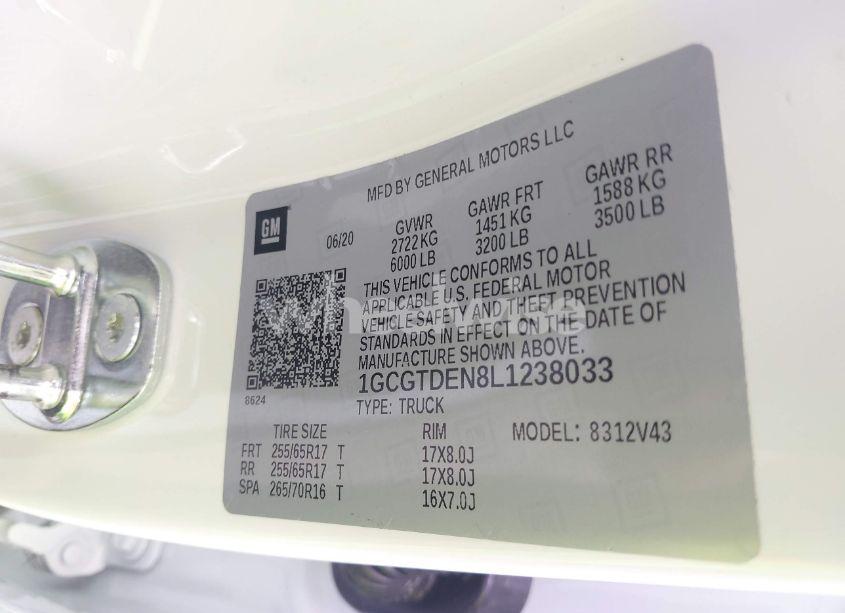 MFD BY GENERAL MOTORS LLC
GM
06/20 GVWR GAWR FRT GAWR RR
2722 KG 1451 KG 1588 KG
6000 LB 3200 LB 3500 LB
THIS VEHICLE CONFORMS TO ALL
APPLICABLE U.S. FEDERAL MOTOR
VEHICLE SAFETY AND THEFT PREVENTION
STANDARDS IN EFFECT ON THE DATE OF
MANUFACTURE SHOWN ABOVE.
1GCGTDEN8L1238033
8624
TYPE: TRUCK
TIRE SIZE RIM MODEL: 8312V43
FRT 255/65R17 T 17X8.0J
RR 255/65R17 T 17X8.0J
SPA 265/70R16 T 16X7.0J